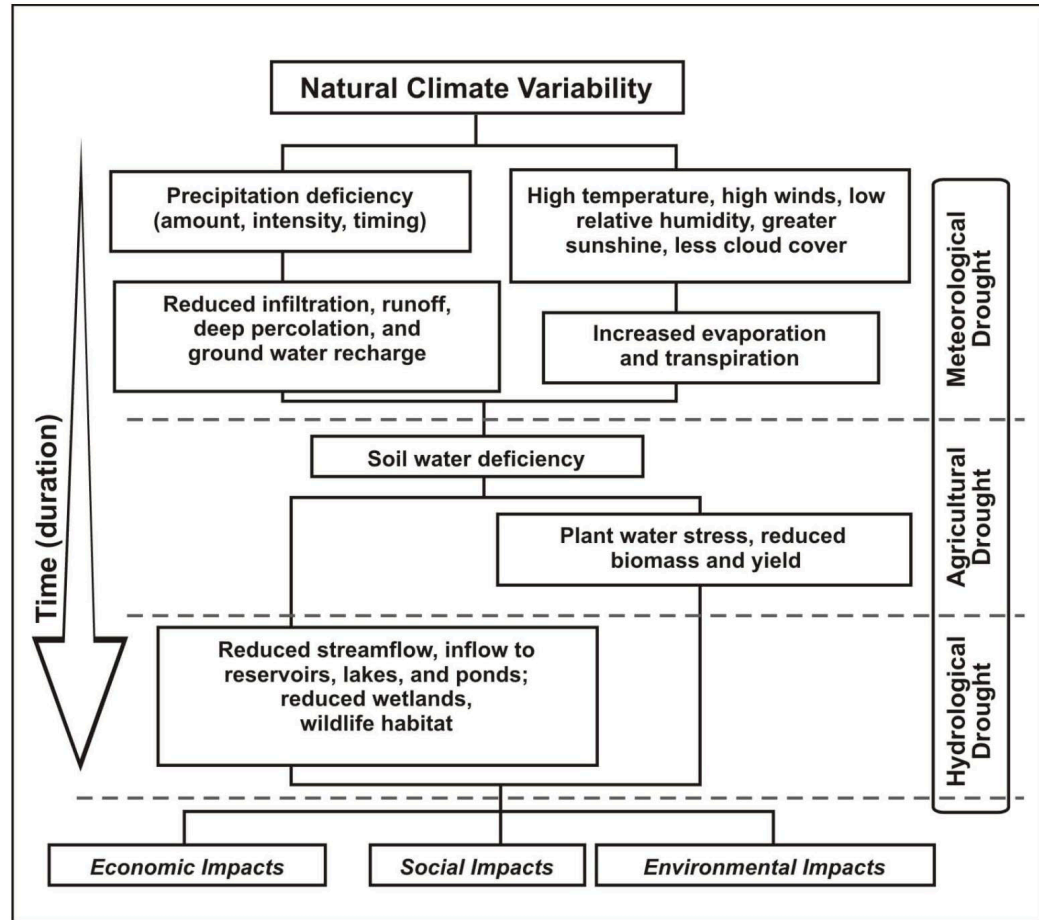 Natural Climate Variability
Precipitation deficiency
(amount, intensity, timing)
High temperature, high winds, low
relative humidity, greater
sunshine, less cloud cover
Reduced infiltration, runoff,
deep percolation, and
ground water recharge
Increased evaporation
and transpiration
Meteorological
Drought
Soil water deficiency
Plant water stress, reduced
biomass and yield
Agricultural
Drought
Time (duration)
Reduced streamflow, inflow to
reservoirs, lakes, and ponds;
reduced wetlands,
wildlife habitat
Hydrological
Drought
Economic Impacts
Social Impacts
Environmental Impacts